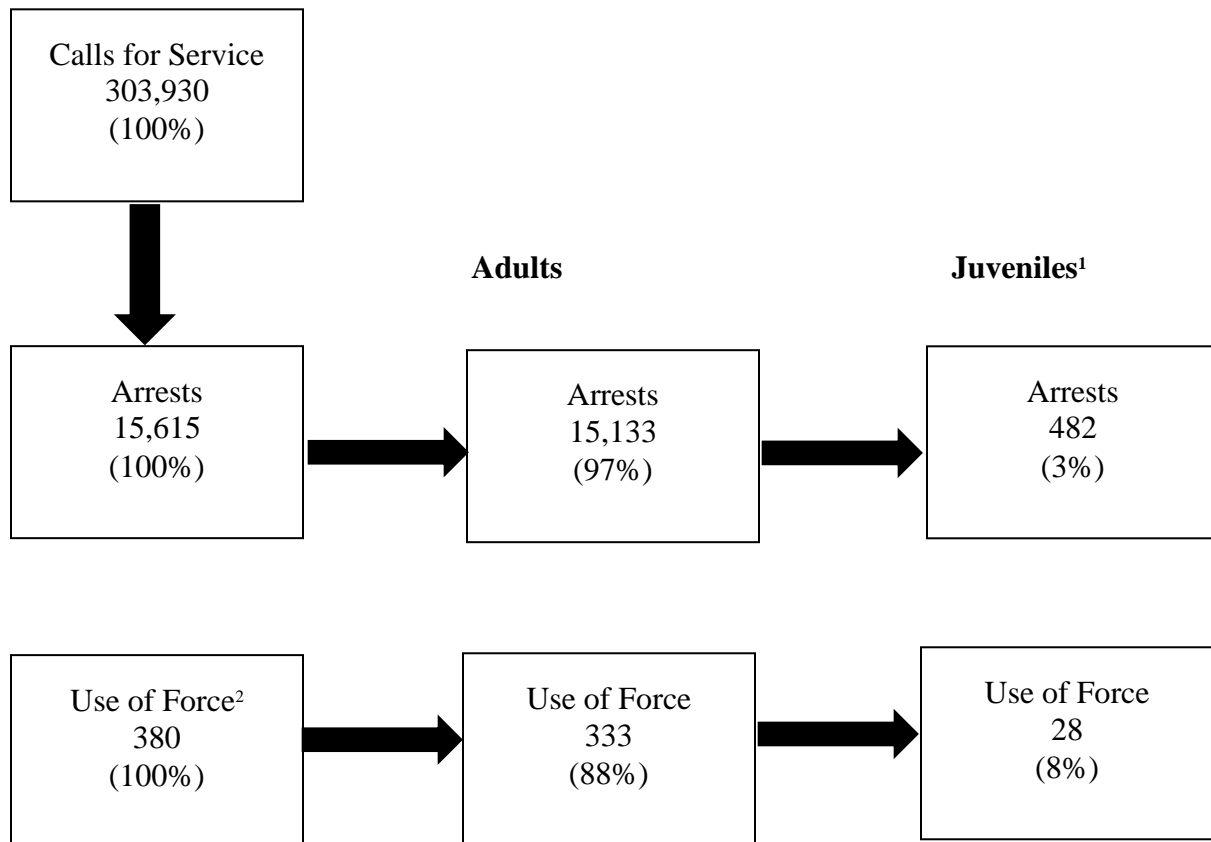 Calls for Service
303,930
(100%)
Adults
Juveniles¹
Arrests
15,615
(100%)
Arrests
15,133
(97%)
Arrests
482
(3%)
Use of Force²
380
(100%)
Use of Force
333
(88%)
Use of Force
28
(8%)